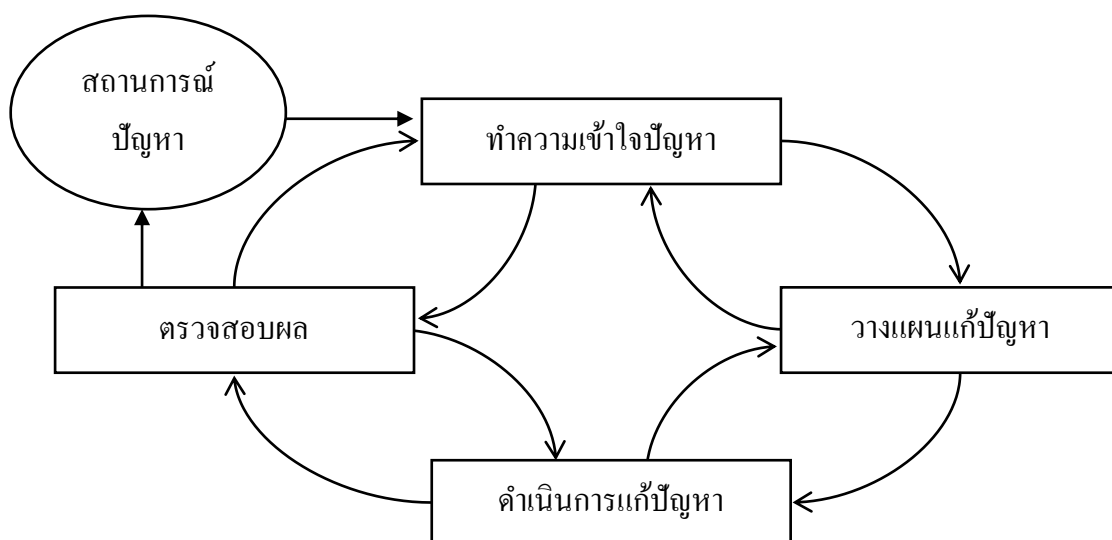 สถานการณ์
ปัญหา
ทำความเข้าใจปัญหา
ตรวจสอบผล
วางแผนแก้ปัญหา
ดำเนินการแก้ปัญหา